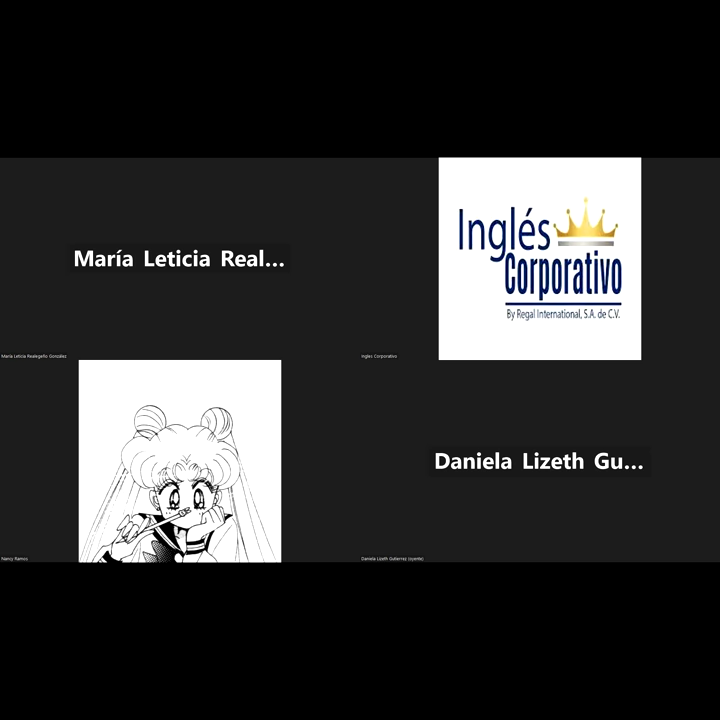 María Leticia Real...
María Leticia Realegeño González
Inglés
Corporativo
By Regal International, S.A. de C.V.
Ingles Corporativo
Nancy Ramos
Daniela Lizeth Gu...
Daniela Lizeth Gutierrez (oyente)